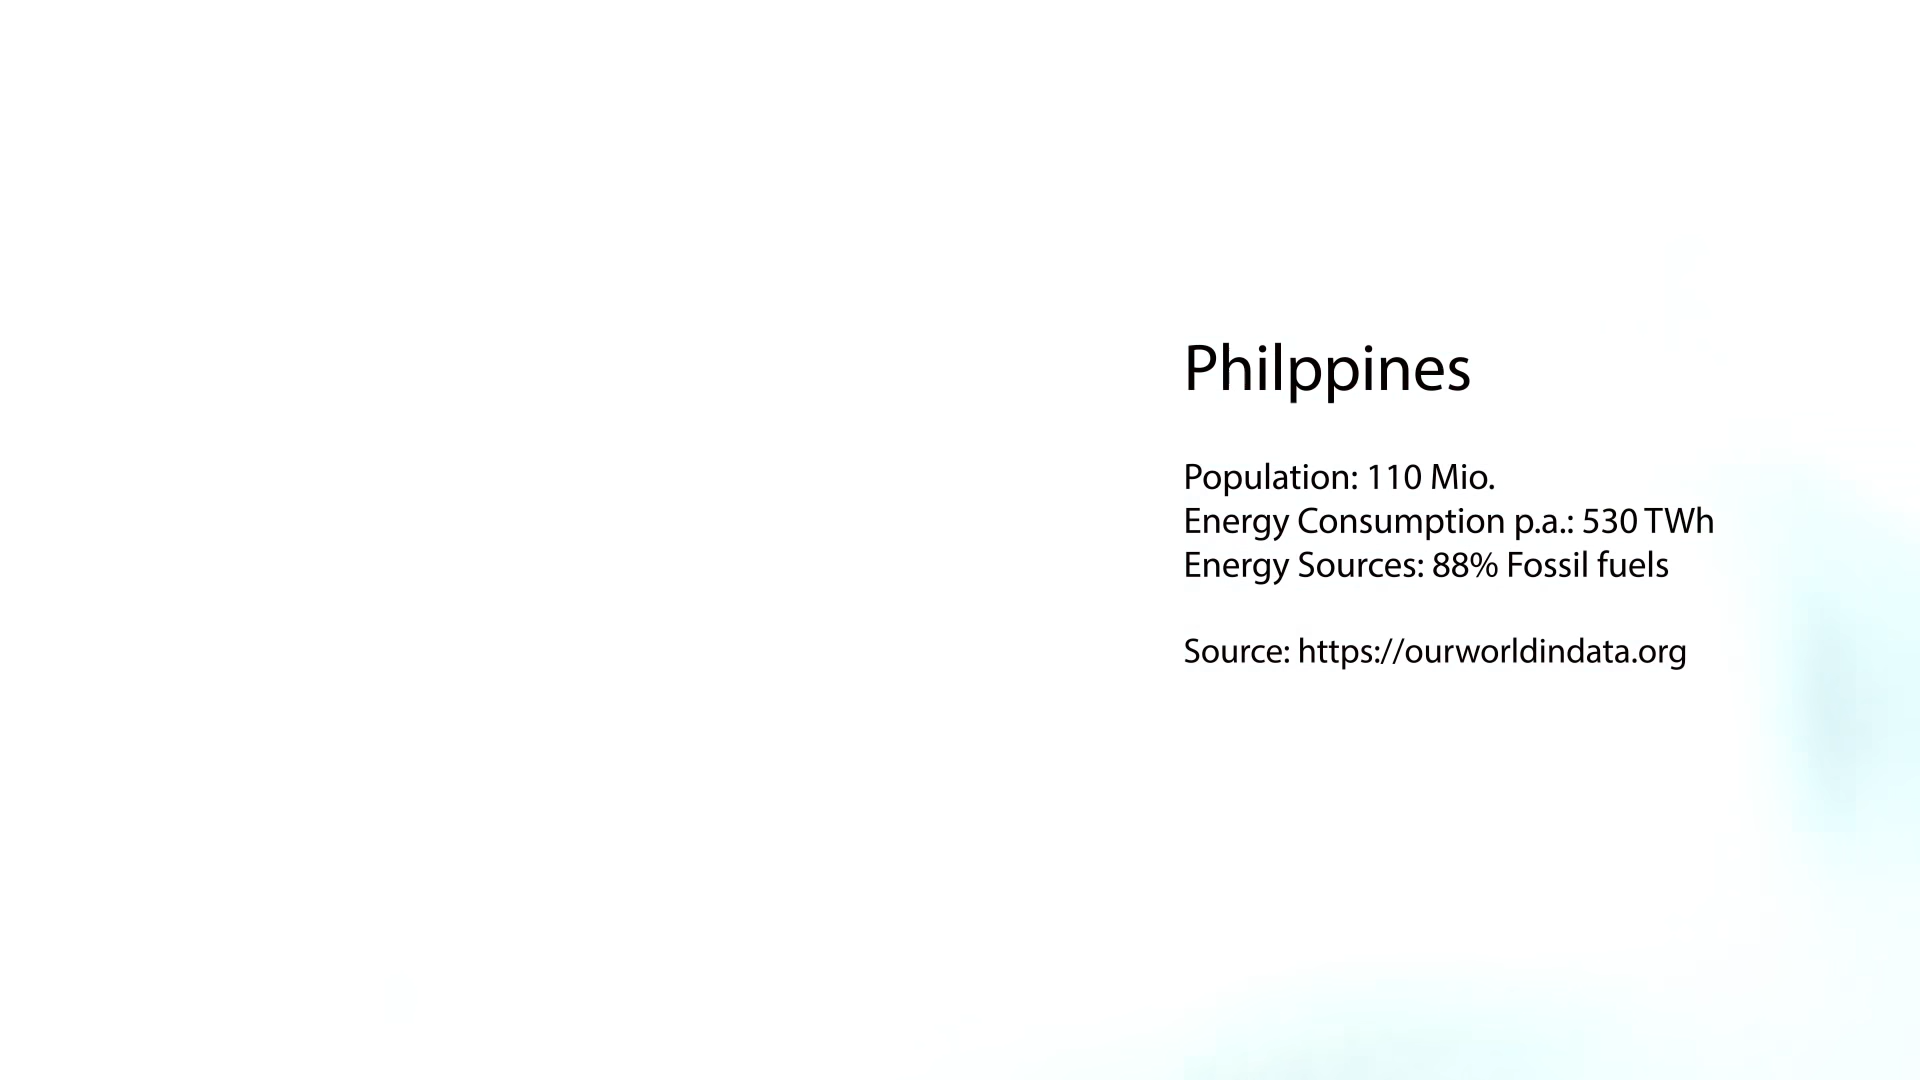 Philppines
Population: 110 Mio.
Energy Consumption p.a.: 530 TWh
Energy Sources: 88% Fossil fuels
Source: https://ourworldindata.org